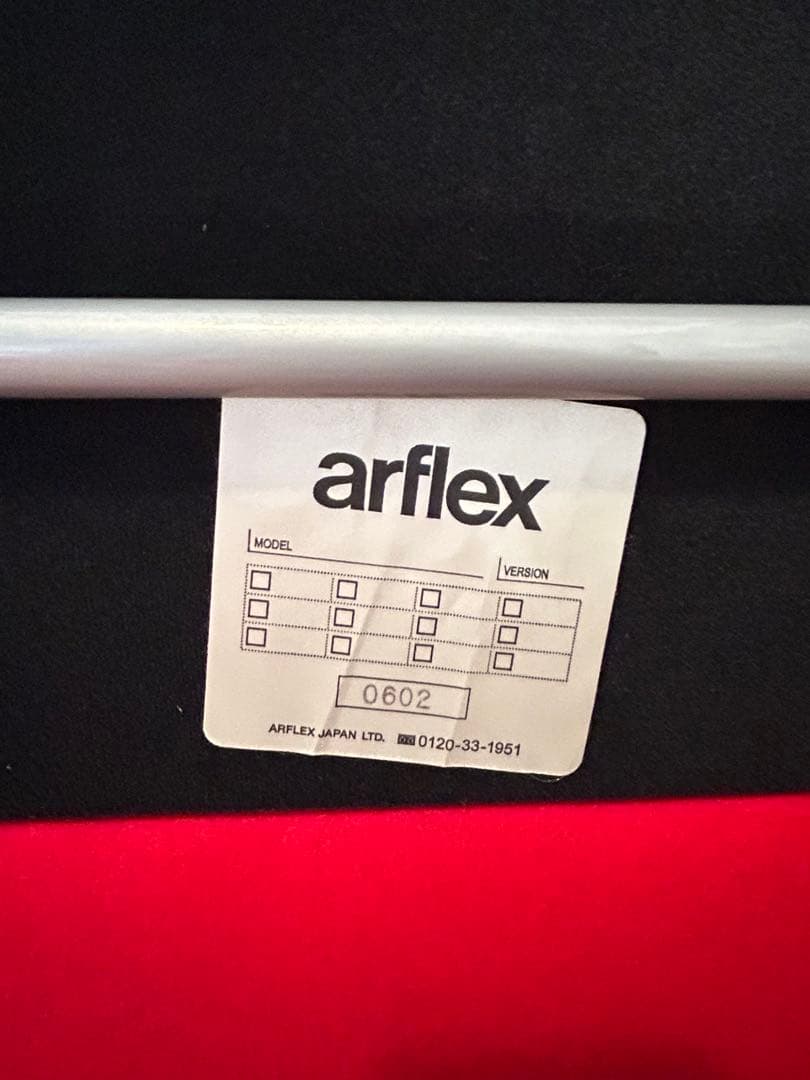 arflex
MODEL
VERSION
0602
ARFLEX JAPAN LTD. 0120-33-1951